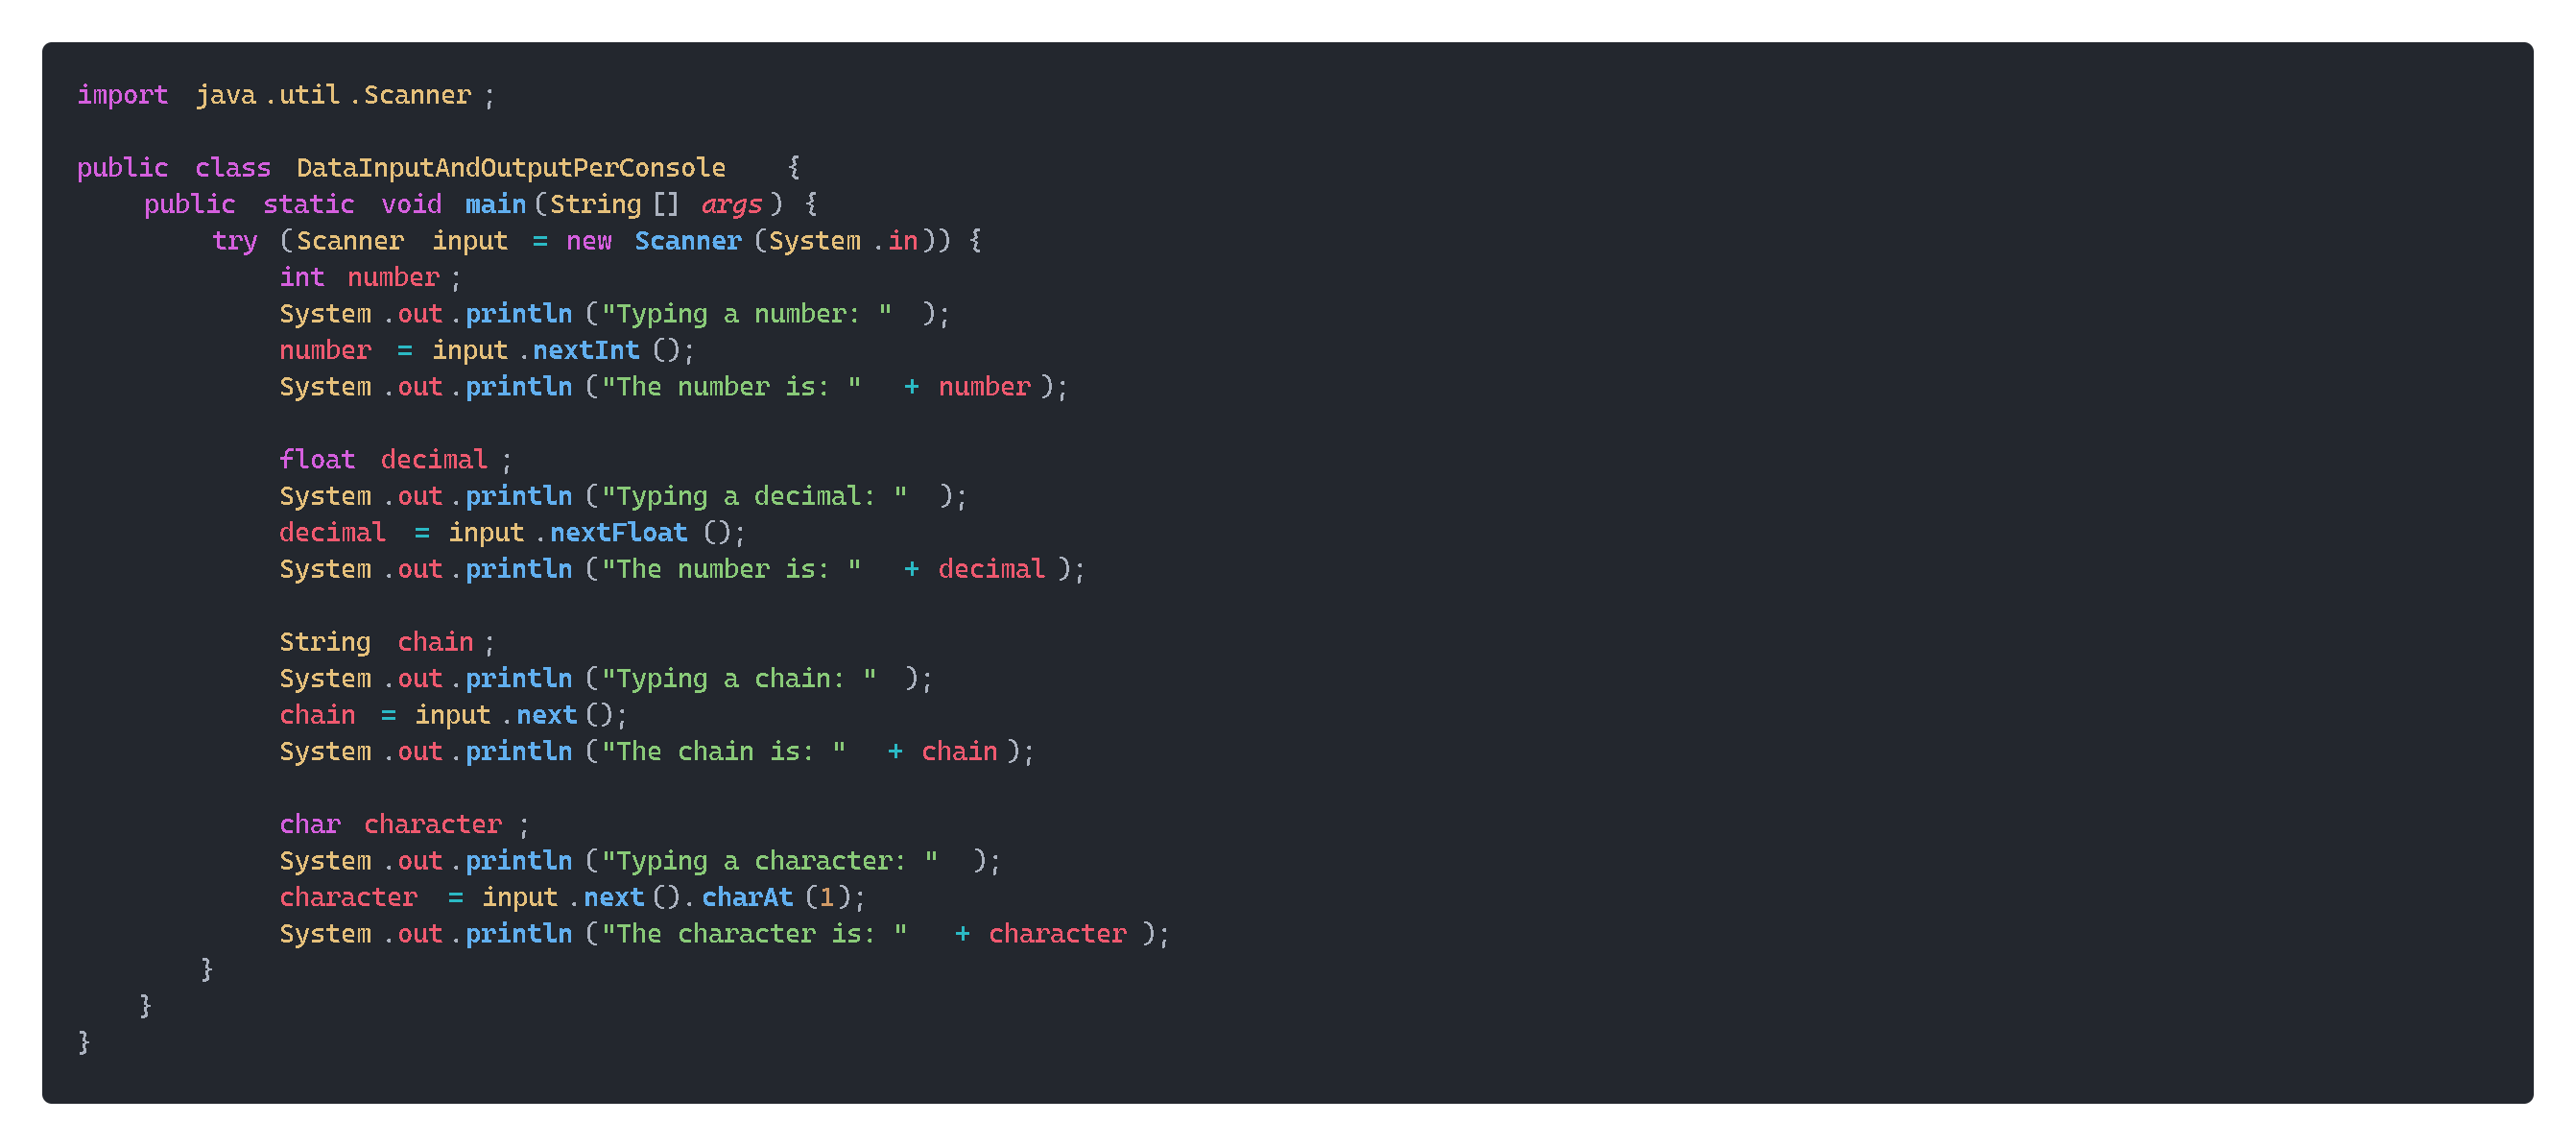 import java.util.Scanner;
public class DataInputAndOutputPerConsole {
public static void main(String[] args) {
try (Scanner input = new Scanner(System.in)) {
int number;
System.out.println("Typing a number: ");
number = input.nextInt();
System.out.println("The number is: " + number);
float decimal;
System.out.println("Typing a decimal: ");
decimal = input.nextFloat();
System.out.println("The number is: " + decimal);
String chain;
System.out.println("Typing a chain: ");
chain = input.next();
System.out.println("The chain is: " + chain);
char character;
System.out.println("Typing a character: ");
character = input.next().charAt(1);
System.out.println("The character is: " + character);
}
}
}